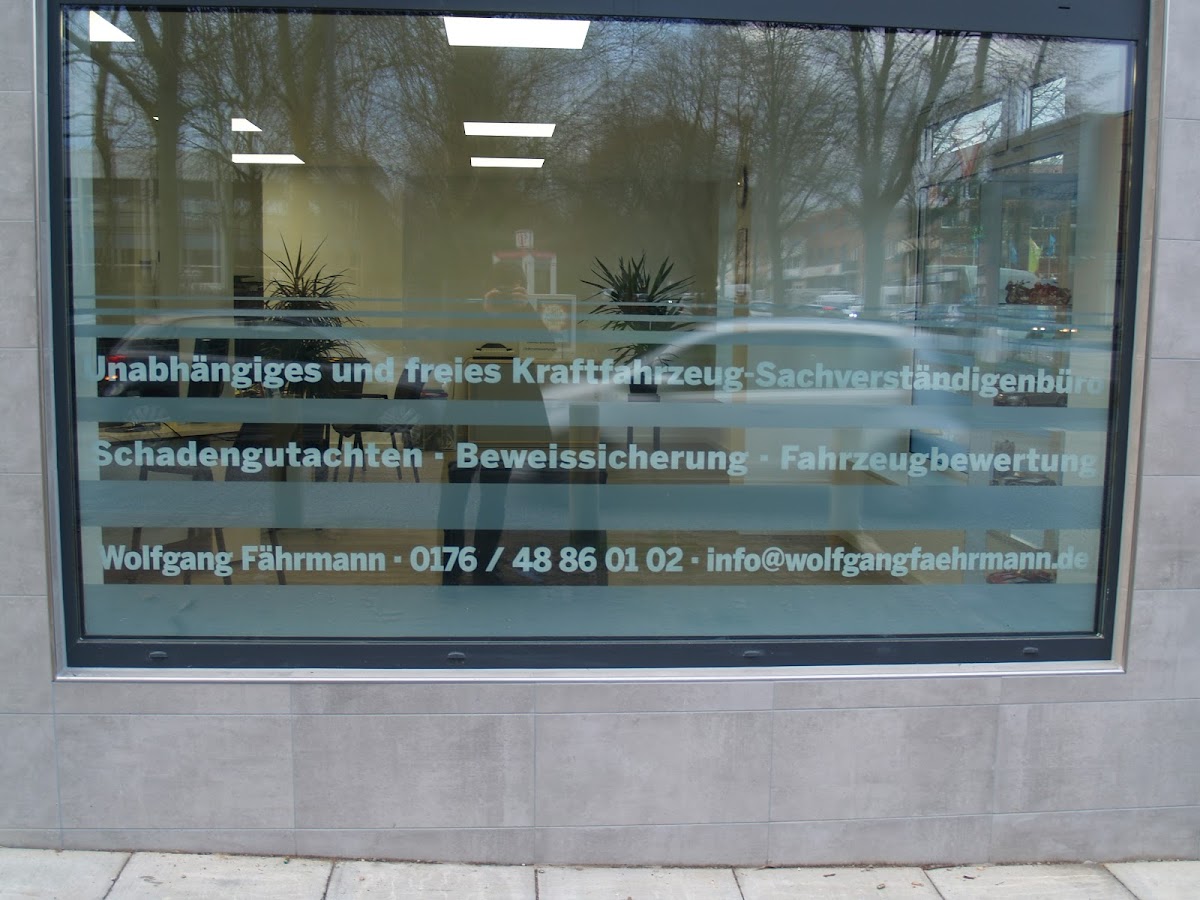 Unabhängiges und freies Kraftfahrzeug-Sachverständigenbüro
Schadengutachten · Beweissicherung · Fahrzeugbewertung
Wolfgang Fährmann · 0176 / 48 86 01 02 · info@wolfgangfaehrmann.de